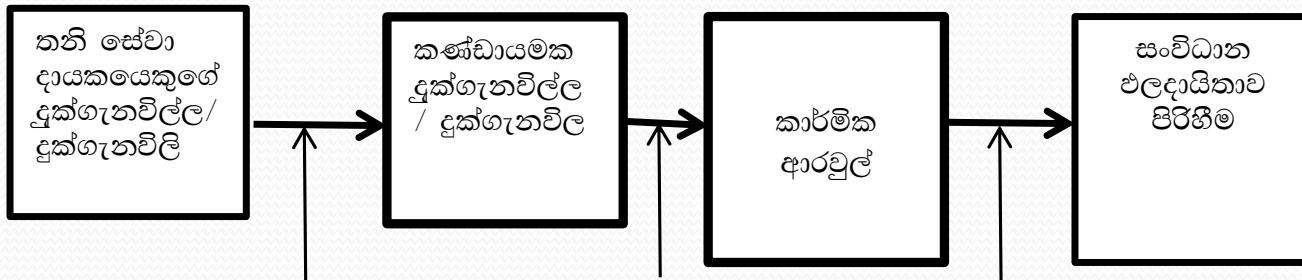 තනි සේවා
දායකයෙකුගේ
දුක්ගැනවිල්ල/
දුක්ගැනවිලි
කණ්ඩායමක
දුක්ගැනවිල්ල
/ දුක්ගැනවිල
කාර්මික
ආරවුල්
සංවිධාන
ඵලදායිතාව
පිරිහීම